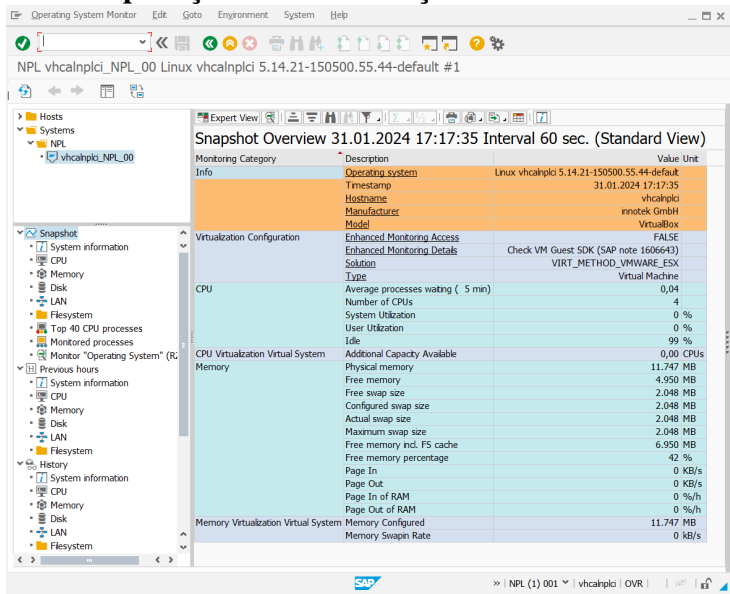 Operating System Monitor Edit Goto Environment System Help
NPL vhcalnplci_NPL_00 Linux vhcalnplci 5.14.21-150500.55.44-default #1
Hosts
Systems
NPL
vhcalnplci_NPL_00
Snapshot
System information
CPU
Memory
Disk
LAN
Filesystem
Top 40 CPU processes
Monitored processes
Monitor "Operating System" (RZ
Previous hours
System information
CPU
Memory
Disk
LAN
Filesystem
History
System information
CPU
Memory
Disk
LAN
Filesystem
Expert View
Snapshot Overview 31.01.2024 17:17:35 Interval 60 sec. (Standard View)
Monitoring Category Description Value Unit
Info Operating system Linux vhcalnplci 5.14.21-150500.55.44-default
Timestamp 31.01.2024 17:17:35
Hostname vhcalnplci
Manufacturer innotek GmbH
Model VirtualBox
Virtualization Configuration Enhanced Monitoring Access FALSE
Enhanced Monitoring Details Check VM Guest SDK (SAP note 1606643)
Solution VIRT_METHOD_VMWARE_ESX
Type Virtual Machine
CPU Average processes waiting ( 5 min) 0,04
Number of CPUs 4
System Utilization 0 %
User Utilization 0 %
Idle 99 %
CPU Virtualization Virtual System Additional Capacity Available 0,00 CPUs
Memory Physical memory 11.747 MB
Free memory 4.950 MB
Free swap size 2.048 MB
Configured swap size 2.048 MB
Actual swap size 2.048 MB
Maximum swap size 2.048 MB
Free memory incl. FS cache 6.950 MB
Free memory percentage 42 %
Page In 0 KB/s
Page Out 0 KB/s
Page In of RAM 0 %/h
Page Out of RAM 0 %/h
Memory Virtualization Virtual System Memory Configured 11.747 MB
Memory Swapin Rate 0 kB/s
SAP
NPL (1) 001 vhcalnplci OVR